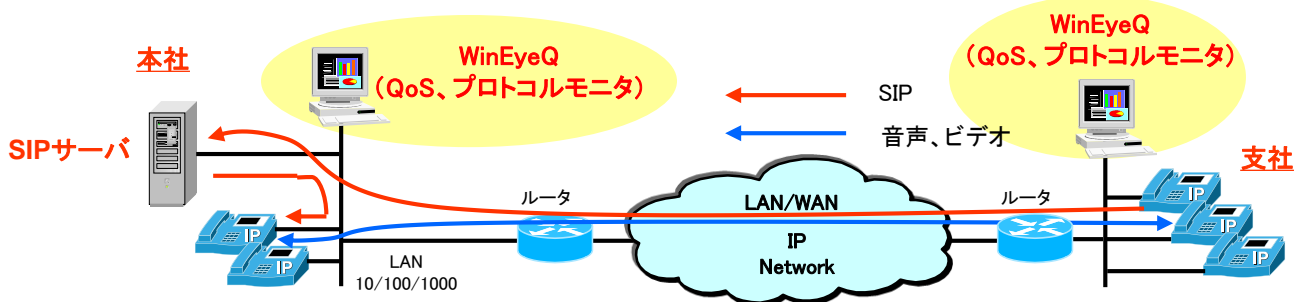 本社
WinEyeQ
(QoS、プロトコルモニタ)
WinEyeQ
(QoS、プロトコルモニタ)
SIP
音声、ビデオ
SIPサーバ
支社
ルータ
LAN/WAN
IP
Network
ルータ
IP
IP
IP
IP
IP
LAN
10/100/1000